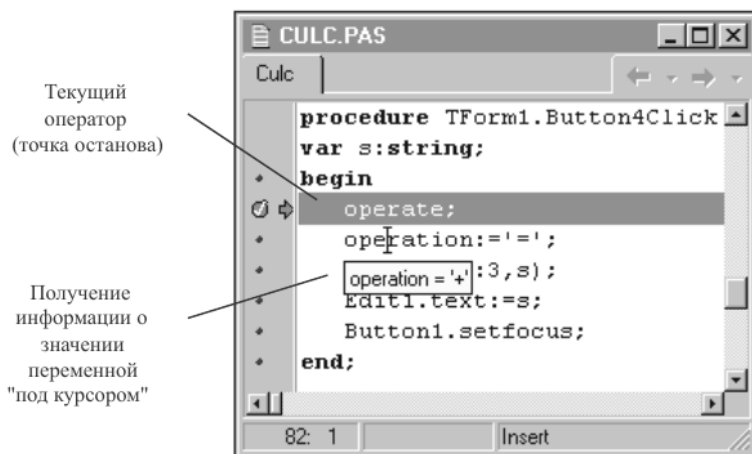 CULC.PAS
Culc
Текущий
оператор
(точка останова)
procedure TForm1.Button4Click
var s:string;
begin
operate;
operation:='=';
operation = '+' :3,s);
Edit1.text:=s;
Button1.setfocus;
end;
Получение
информации о
значении
переменной
"под курсором"
82: 1 Insert